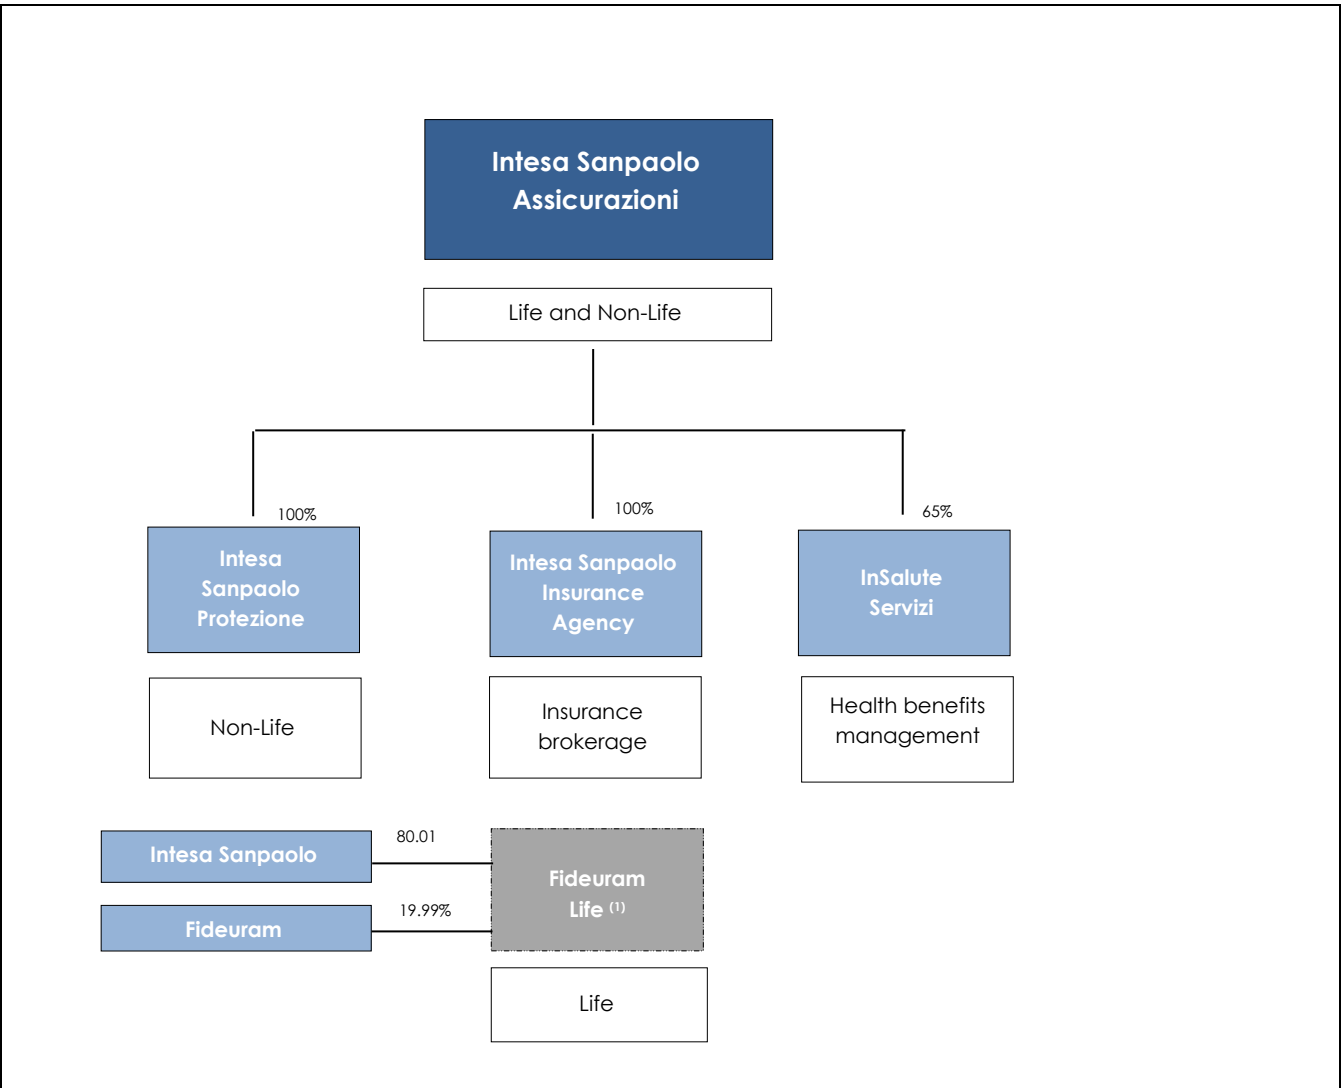 Intesa Sanpaolo
Assicurazioni
Life and Non-Life
100%
100%
65%
Intesa
Sanpaolo
Protezione
Intesa Sanpaolo
Insurance
Agency
InSalute
Servizi
Non-Life
Insurance
brokerage
Health benefits
management
Intesa Sanpaolo
80.01
Fideuram
19.99%
Fideuram
Life (1)
Life